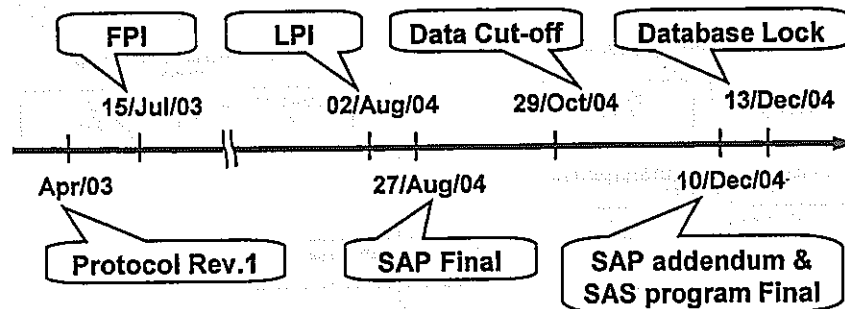 FPI
LPI
Data Cut-off
Database Lock
15/Jul/03
02/Aug/04
29/Oct/04
13/Dec/04
Apr/03
27/Aug/04
10/Dec/04
Protocol Rev.1
SAP Final
SAP addendum &
SAS program Final